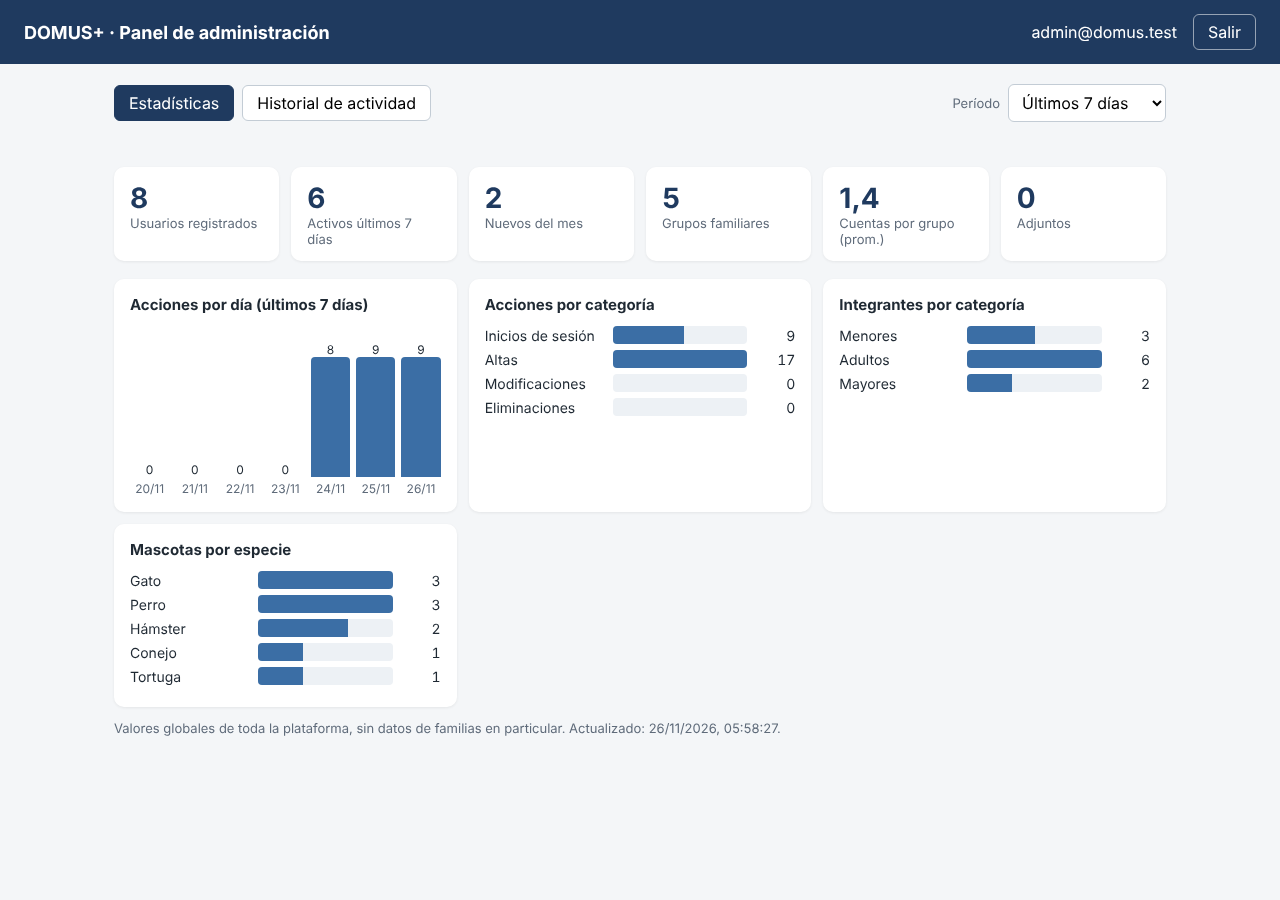 DOMUS+ · Panel de administración
admin@domus.test
Salir
Estadísticas
Historial de actividad
Período
Últimos 7 días
8
Usuarios registrados
6
Activos últimos 7
días
2
Nuevos del mes
5
Grupos familiares
1,4
Cuentas por grupo
(prom.)
0
Adjuntos
Acciones por día (últimos 7 días)
0 0 0 0 8 9 9
20/11 21/11 22/11 23/11 24/11 25/11 26/11
Acciones por categoría
Inicios de sesión 9
Altas 17
Modificaciones 0
Eliminaciones 0
Integrantes por categoría
Menores 3
Adultos 6
Mayores 2
Mascotas por especie
Gato 3
Perro 3
Hámster 2
Conejo 1
Tortuga 1
Valores globales de toda la plataforma, sin datos de familias en particular. Actualizado: 26/11/2026, 05:58:27.